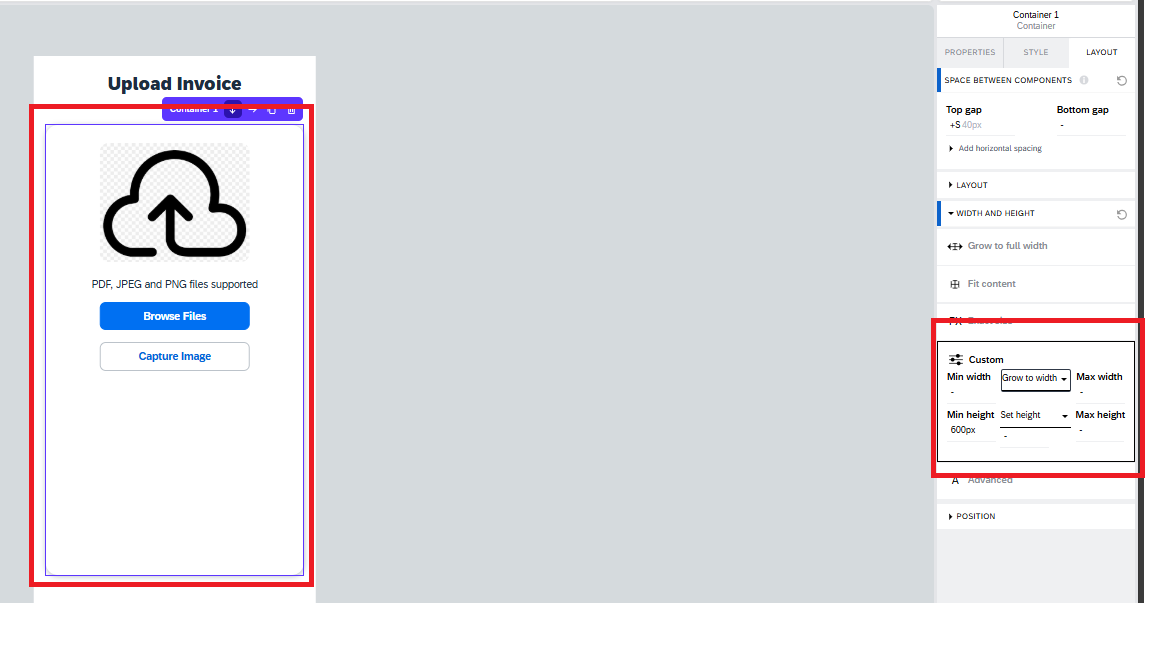 Container 1
Container
PROPERTIES STYLE LAYOUT
Upload Invoice
SPACE BETWEEN COMPONENTS
Container 1
Top gap Bottom gap
+S 40px -
Add horizontal spacing
LAYOUT
WIDTH AND HEIGHT
Grow to full width
PDF, JPEG and PNG files supported
Fit content
Browse Files
PX
Capture Image
Custom
Min width Grow to width Max width
- -
Min height Set height Max height
600px - -
A Advanced
POSITION